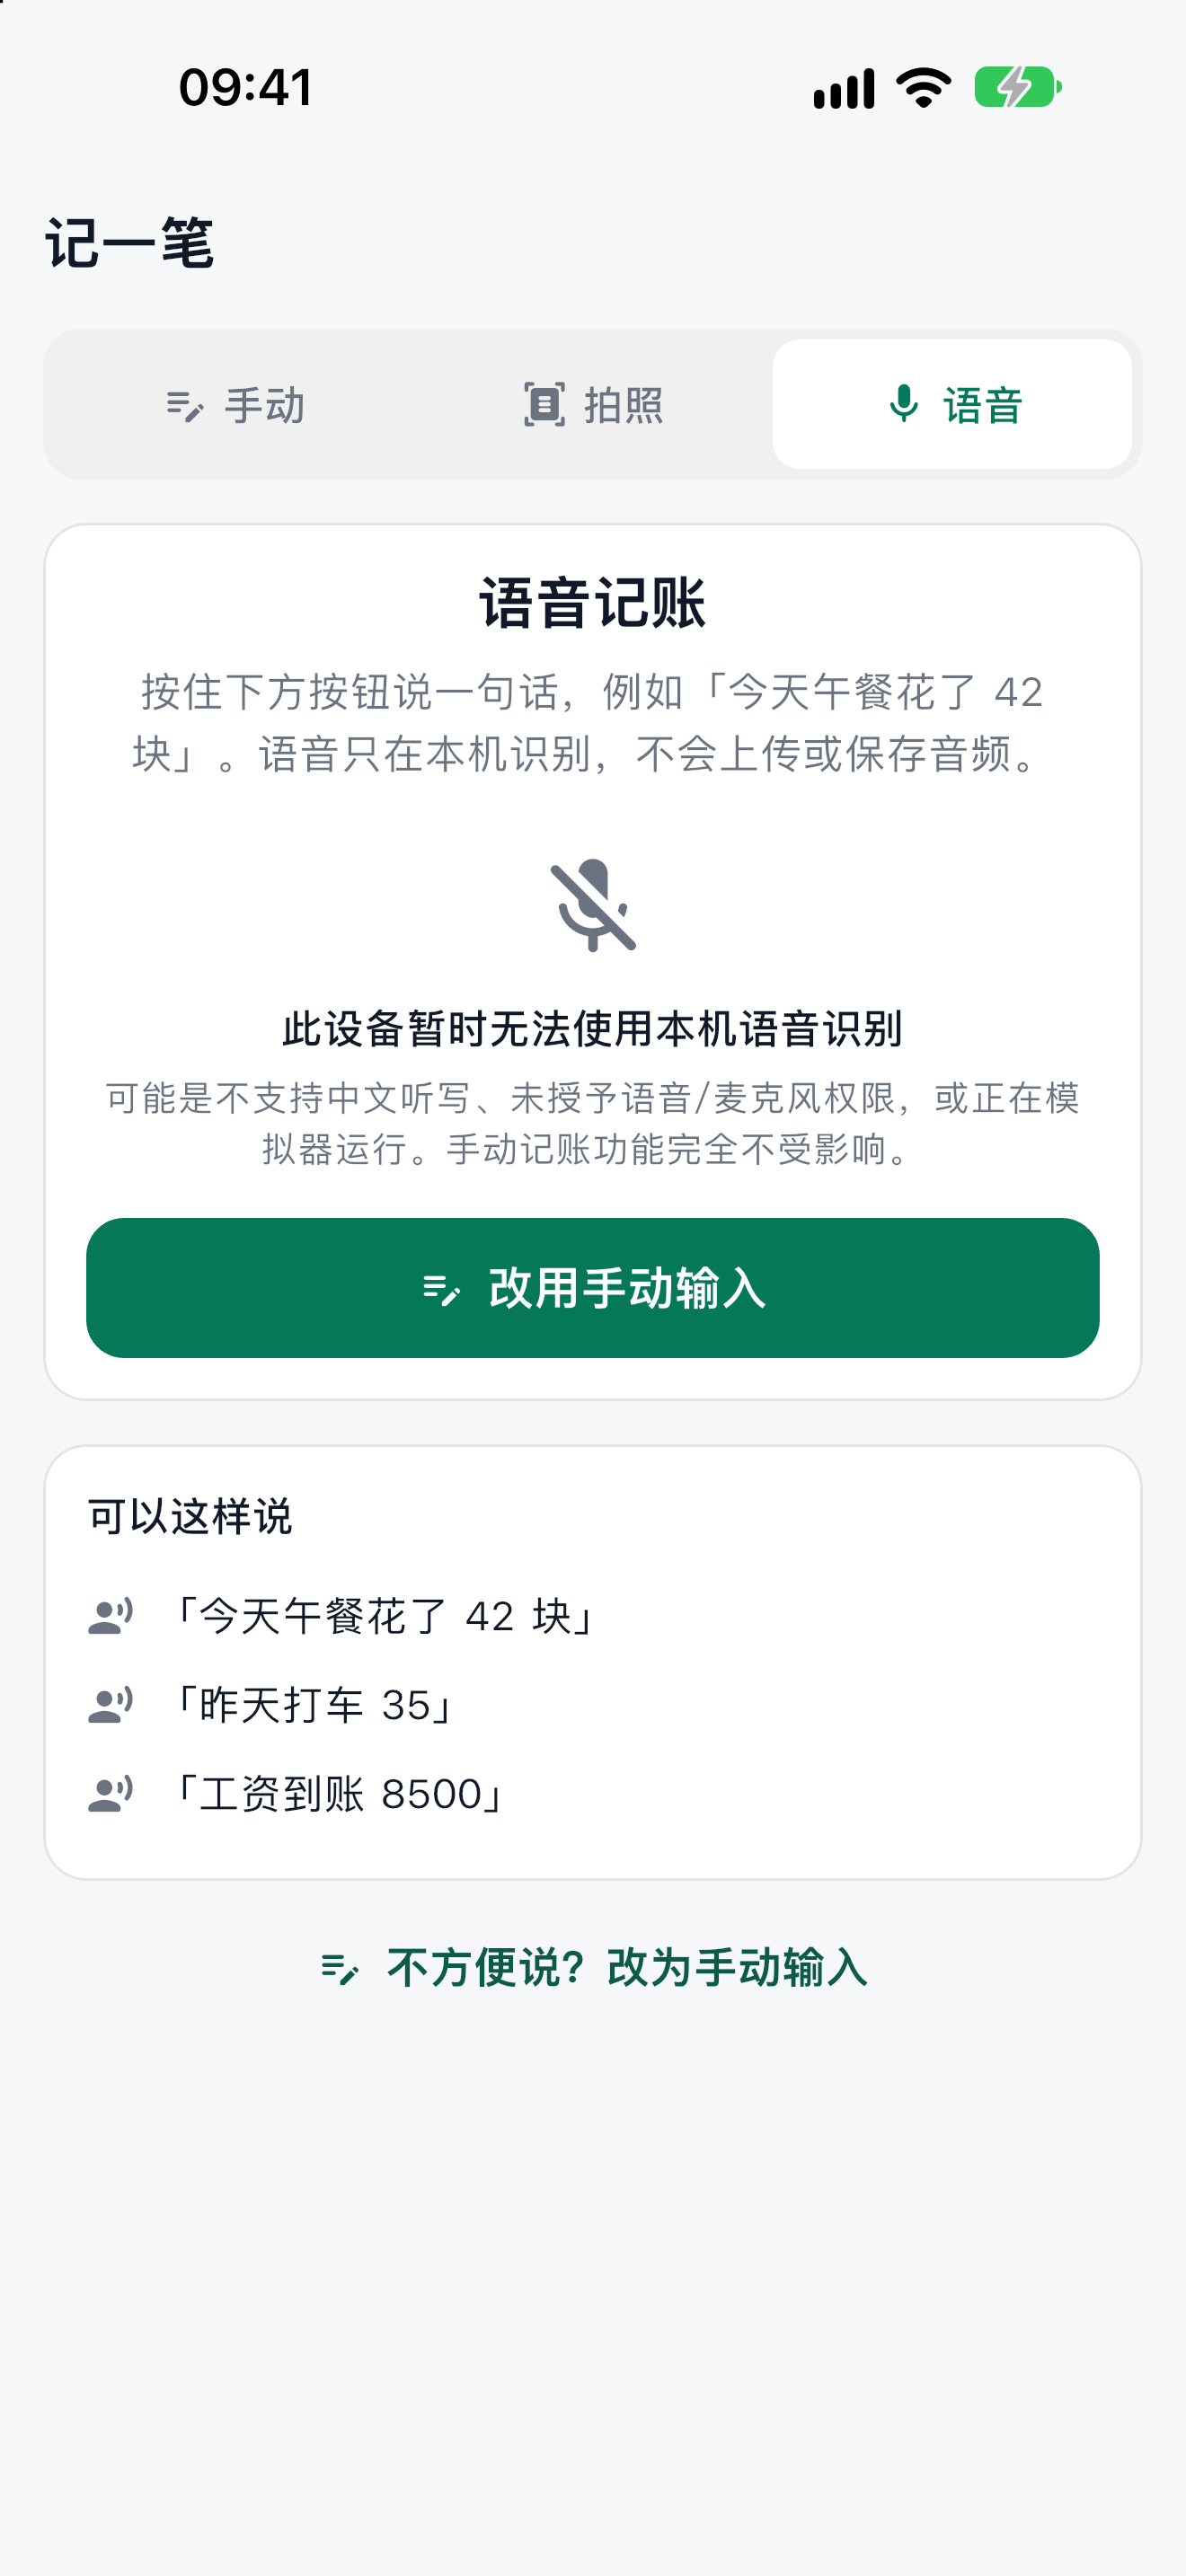 09:41
记一笔
手动
拍照
语音
语音记账
按住下方按钮说一句话，例如「今天午餐花了 42
块」。语音只在本机识别，不会上传或保存音频。
此设备暂时无法使用本机语音识别
可能是不支持中文听写、未授予语音/麦克风权限，或正在模
拟器运行。手动记账功能完全不受影响。
改用手动输入
可以这样说
「今天午餐花了 42 块」
「昨天打车 35」
「工资到账 8500」
不方便说？改为手动输入